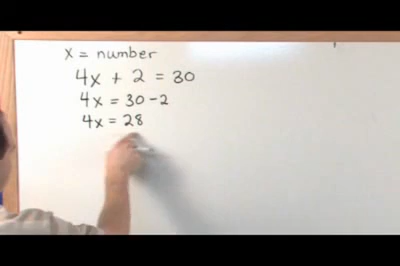 x = number
4x + 2 = 30
4x = 30 - 2
4x = 28